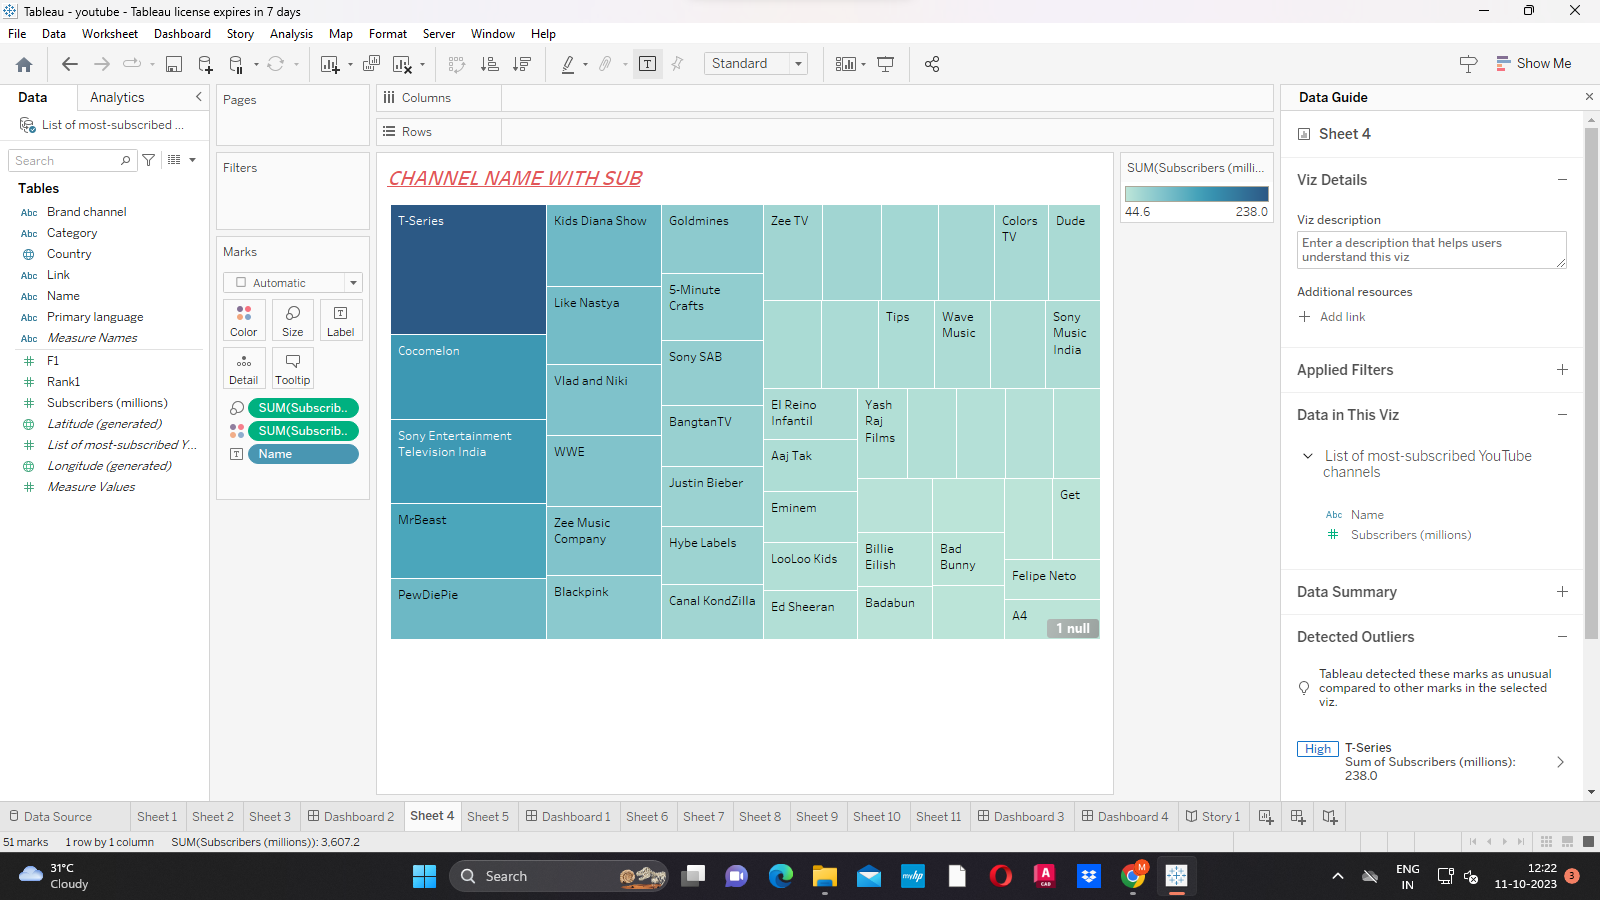 Tableau - youtube - Tableau license expires in 7 days
File Data Worksheet Dashboard Story Analysis Map Format Server Window Help
Standard
Show Me
Data Analytics
List of most-subscribed ...
Search
Tables
Abc Brand channel
Abc Category
Country
Abc Link
Abc Name
Abc Primary language
Abc Measure Names
# F1
# Rank1
# Subscribers (millions)
Latitude (generated)
# List of most-subscribed Y...
Longitude (generated)
# Measure Values
Pages
Filters
Marks
Automatic
Color Size Label
Detail Tooltip
SUM(Subscrib..
SUM(Subscrib..
Name
Columns
Rows
CHANNEL NAME WITH SUB
T-Series
Cocomelon
Sony Entertainment
Television India
MrBeast
PewDiePie
Kids Diana Show
Like Nastya
Vlad and Niki
WWE
Zee Music
Company
Blackpink
Goldmines
5-Minute
Crafts
Sony SAB
BangtanTV
Justin Bieber
Hybe Labels
Canal KondZilla
Zee TV
Colors
TV
Dude
Tips
Wave
Music
Sony
Music
India
El Reino
Infantil
Aaj Tak
Eminem
LooLoo Kids
Ed Sheeran
Yash
Raj
Films
Billie
Eilish
Badabun
Bad
Bunny
Get
Felipe Neto
A4
1 null
SUM(Subscribers (milli...
44.6 238.0
Data Guide
Sheet 4
Viz Details
Viz description
Enter a description that helps users
understand this viz
Additional resources
Add link
Applied Filters
Data in This Viz
List of most-subscribed YouTube
channels
Abc Name
# Subscribers (millions)
Data Summary
Detected Outliers
Tableau detected these marks as unusual
compared to other marks in the selected
viz.
High T-Series
Sum of Subscribers (millions):
238.0
Data Source Sheet 1 Sheet 2 Sheet 3 Dashboard 2 Sheet 4 Sheet 5 Dashboard 1 Sheet 6 Sheet 7 Sheet 8 Sheet 9 Sheet 10 Sheet 11 Dashboard 3 Dashboard 4 Story 1
51 marks 1 row by 1 column SUM(Subscribers (millions)): 3,607.2
31°C
Cloudy
Search
myhp
A
CAD
M
ENG
IN
12:22
11-10-2023
3